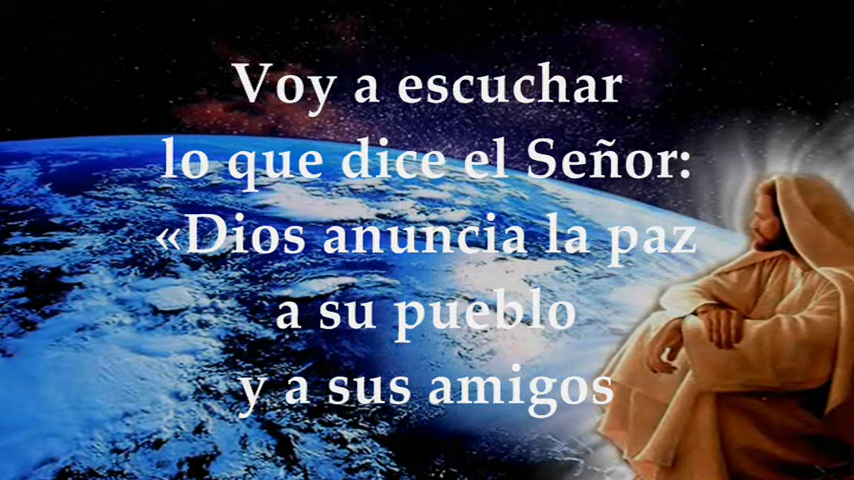 Voy a escuchar
lo que dice el Señor:
«Dios anuncia la paz
a su pueblo
y a sus amigos